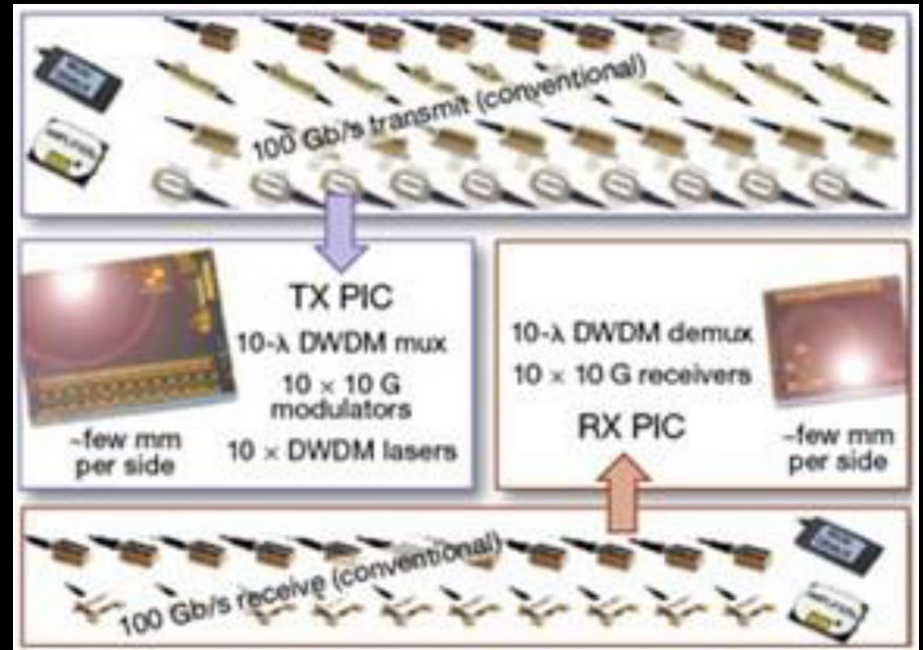 100 Gb/s transmit (conventional)
TX PIC
10-λ DWDM mux
10 × 10 G
modulators
10 × DWDM lasers
~few mm
per side
10-λ DWDM demux
10 × 10 G receivers
RX PIC
~few mm
per side
100 Gb/s receive (conventional)